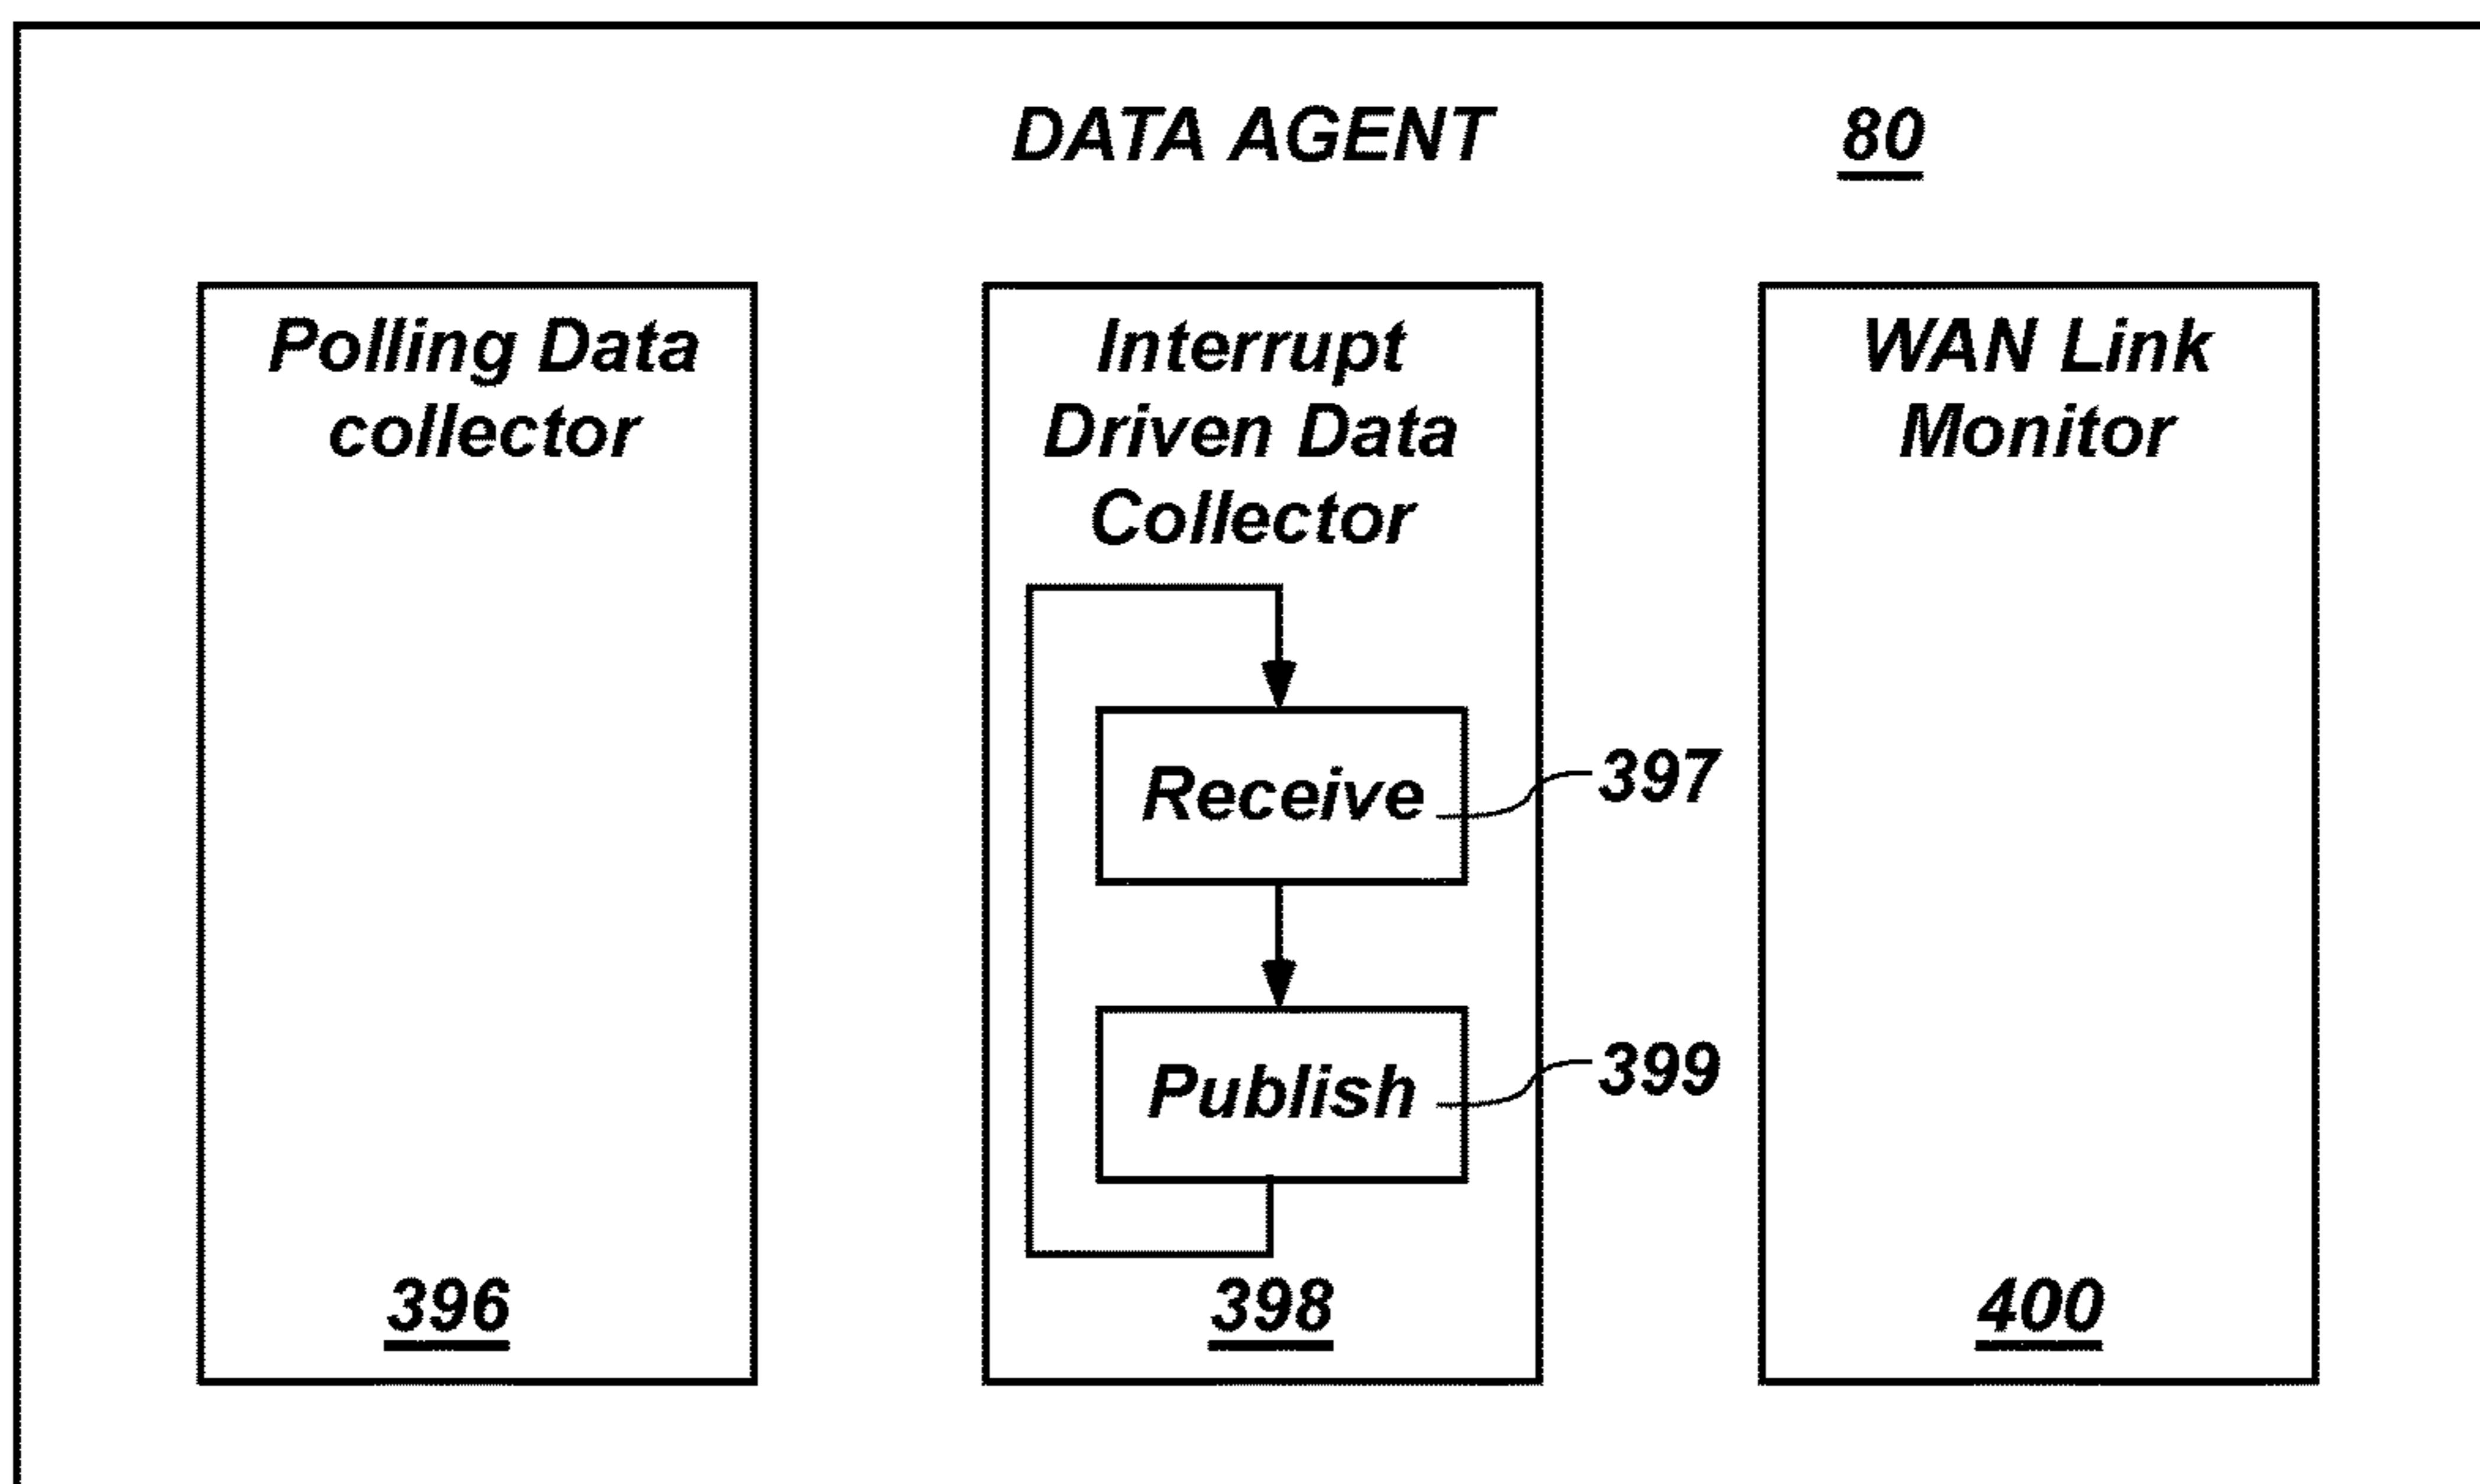 DATA AGENT 80
Polling Data
collector
396
Interrupt
Driven Data
Collector
Receive
397
Publish
399
398
WAN Link
Monitor
400